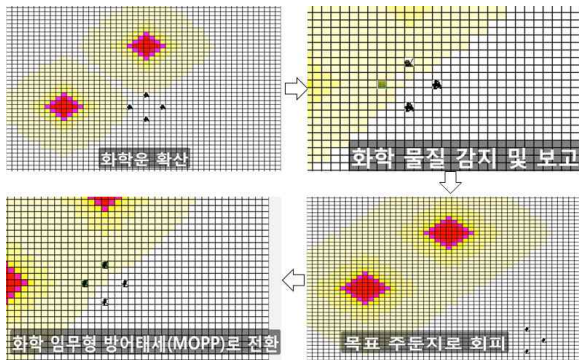 화학운 확산
화학 물질 감지 및 보고
목표 주둔지로 회피
화학 임무형 방어태세(MOPP)로 전환